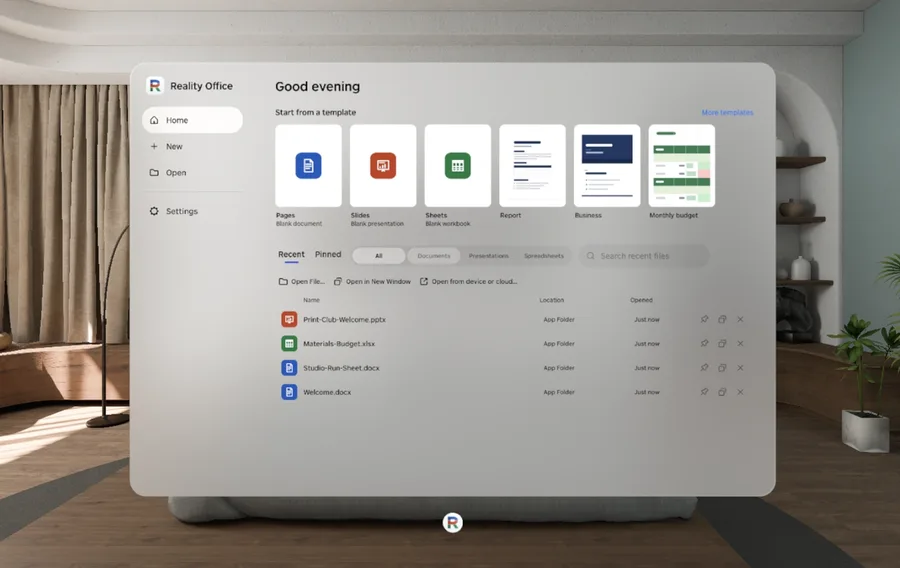 Reality Office
Home
New
Open
Settings
Good evening
Start from a template
More templates
Pages
Blank document
Slides
Blank presentation
Sheets
Blank workbook
Report
Business
Monthly budget
Recent
Pinned
All
Documents
Presentations
Spreadsheets
Search recent files
Open File...
Open in New Window
Open from device or cloud...
Name
Location
Opened
Print-Club-Welcome.pptx
App Folder
Just now
Materials-Budget.xlsx
App Folder
Just now
Studio-Run-Sheet.docx
App Folder
Just now
Welcome.docx
App Folder
Just now
R